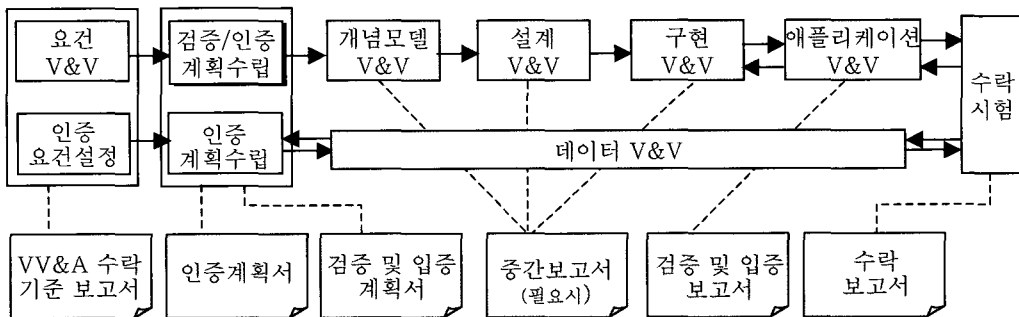 요건
V&V
검증/인증
계획수립
개념모델
V&V
설계
V&V
구현
V&V
애플리케이션
V&V
수락
시험
인증
요건설정
인증
계획수립
데이터 V&V
VV&A 수락
기준 보고서
인증계획서
검증 및 입증
계획서
중간보고서
(필요시)
검증 및 입증
보고서
수락
보고서